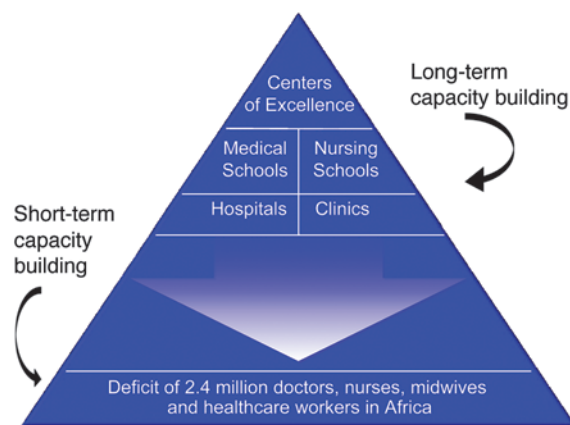 Centers
of Excellence
Long-term
capacity building
Medical
Schools
Nursing
Schools
Hospitals
Clinics
Short-term
capacity
building
Deficit of 2.4 million doctors, nurses, midwives
and healthcare workers in Africa